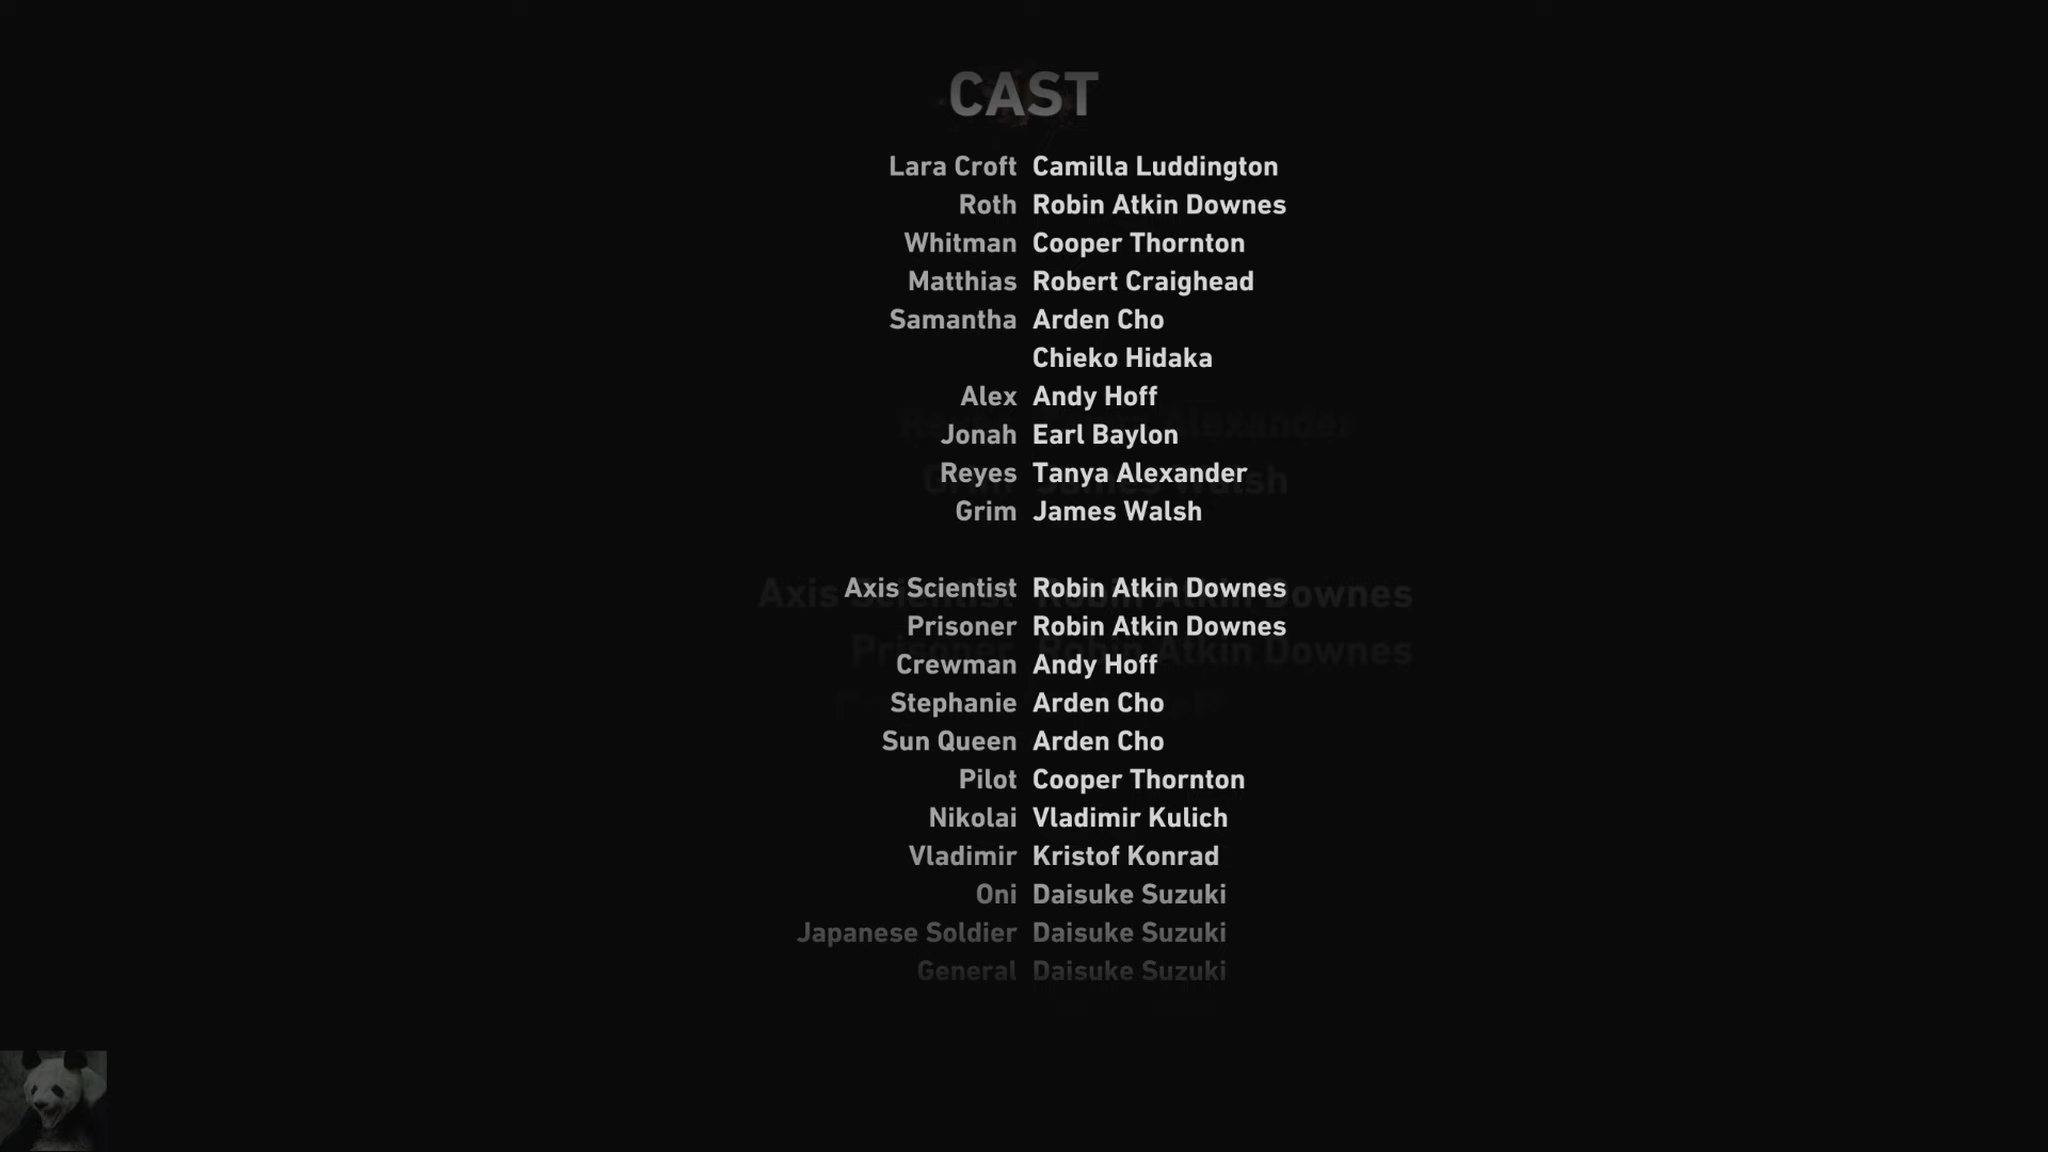 CAST
Lara Croft Camilla Luddington
Roth Robin Atkin Downes
Whitman Cooper Thornton
Matthias Robert Craighead
Samantha Arden Cho
Chieko Hidaka
Alex Andy Hoff
Jonah Earl Baylon
Reyes Tanya Alexander
Grim James Walsh
Axis Scientist Robin Atkin Downes
Prisoner Robin Atkin Downes
Crewman Andy Hoff
Stephanie Arden Cho
Sun Queen Arden Cho
Pilot Cooper Thornton
Nikolai Vladimir Kulich
Vladimir Kristof Konrad
Oni Daisuke Suzuki
Japanese Soldier Daisuke Suzuki
General Daisuke Suzuki